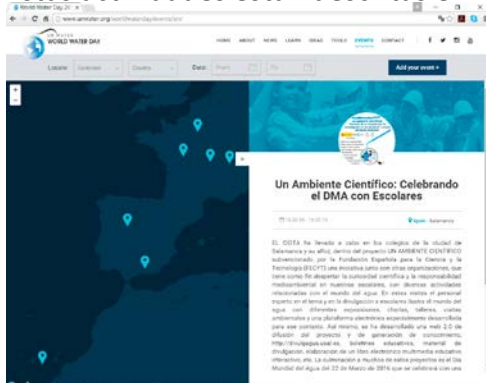 World Water Day 20
www.unwater.org/worldwaterday/events/en/
UN WATER
WORLD WATER DAY
HOME ABOUT NEWS LEARN IDEAS TOOLS EVENTS CONTACT
Locate: Continent Country Date: From To Add your event +
Un Ambiente Científico: Celebrando
el DMA con Escolares
Salamanca
EL CIDTA ha llevado a cabo en los colegios de la ciudad de
Salamanca y su alfoz, dentro del proyecto UN AMBIENTE CIENTÍFICO
subvencionado por la Fundación Española para la Ciencia y la
Tecnología (FECYT) una iniciativa junto con otras organizaciones, que
tiene como fin despertar la curiosidad científica y la responsabilidad
medioambiental en nuestros escolares, con diversas actividades
relacionadas con el mundo del agua. En estos meses el personal
experto en el tema y en la divulgación a escolares ilustra el mundo del
agua con diferentes exposiciones, charlas, talleres, visitas
ambientales y una plataforma electrónica especialmente desarrollada
para ese contexto. Así mismo, se ha desarrollado una web 2.0 de
difusión del proyecto y de generación de conocimiento,
http://divulgagua.usal.es, boletines educativos, material de
divulgación, elaboración de un libro electrónico multimedia educativo
interactivo, etc. La culminación a muchos de estos proyectos es el Día
Mundial del Agua del 22 de Marzo de 2016 que se celebrará con una